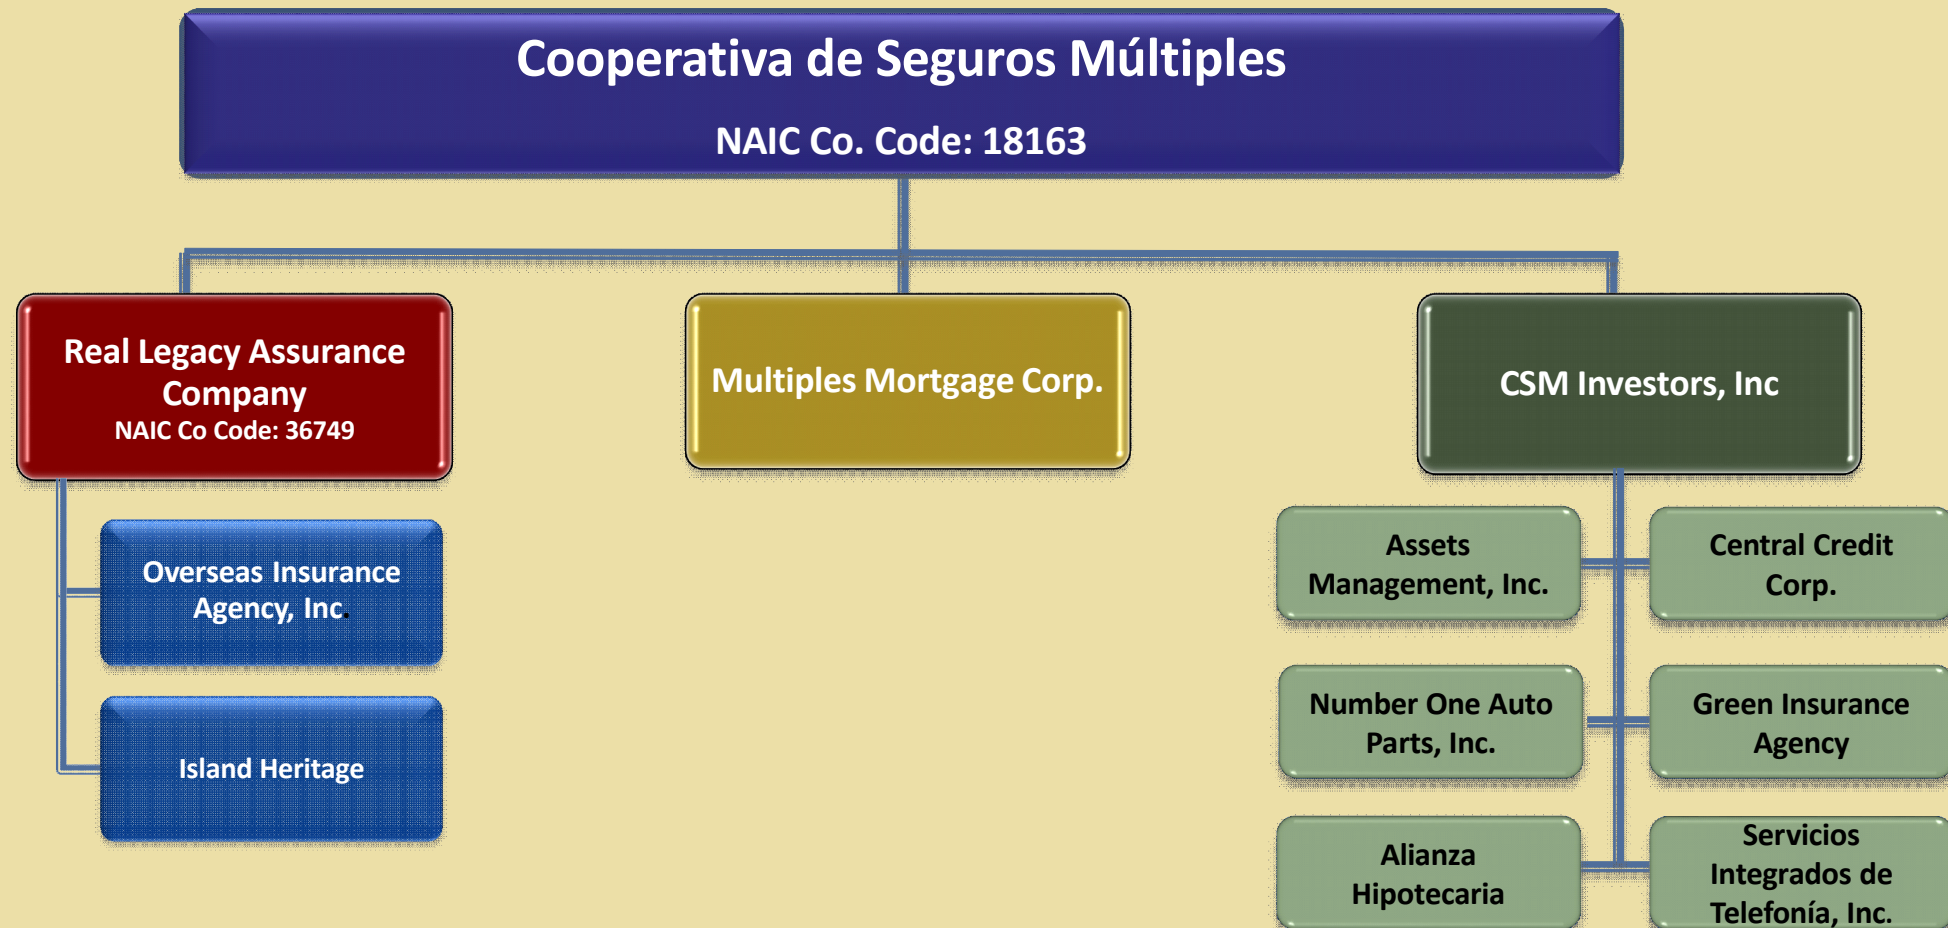 Cooperativa de Seguros Múltiples
NAIC Co. Code: 18163
Real Legacy Assurance
Company
NAIC Co Code: 36749
Multiples Mortgage Corp.
CSM Investors, Inc
Overseas Insurance
Agency, Inc.
Island Heritage
Assets
Management, Inc.
Central Credit
Corp.
Number One Auto
Parts, Inc.
Green Insurance
Agency
Alianza
Hipotecaria
Servicios
Integrados de
Telefonía, Inc.